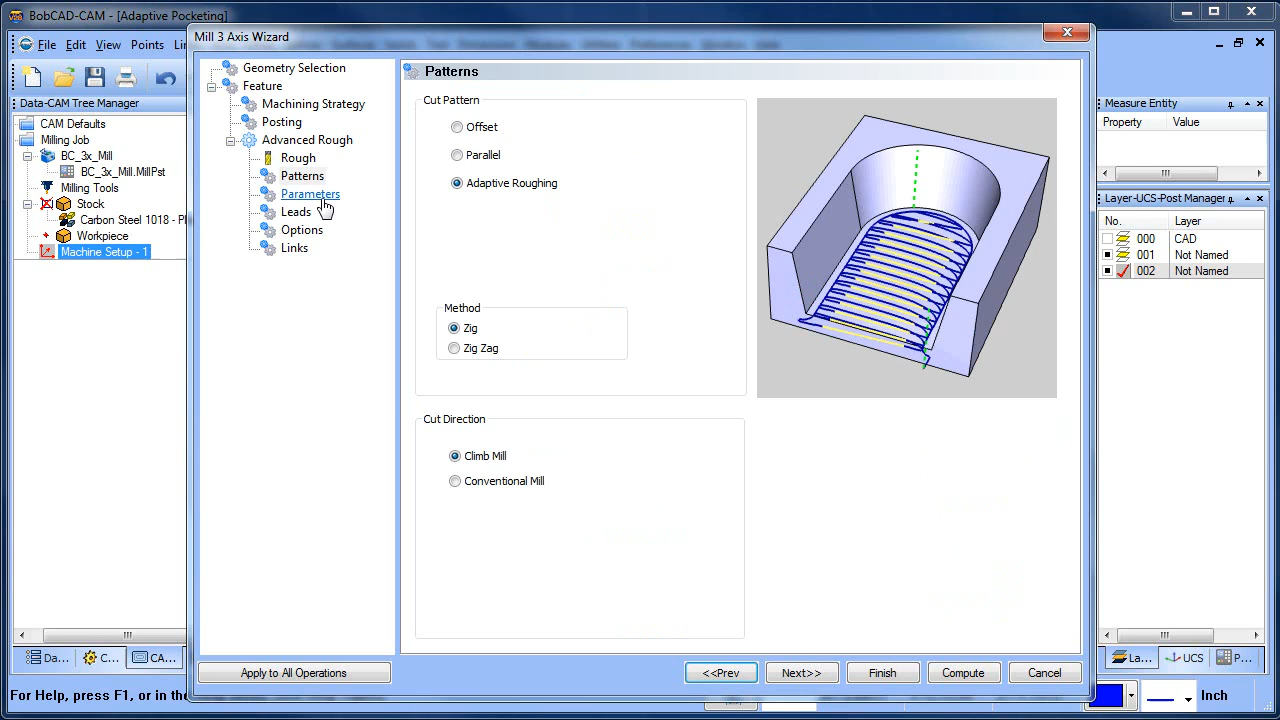 BobCAD-CAM - [Adaptive Pocketing]
Mill 3 Axis Wizard
File Edit View Points
Data-CAM Tree Manager
CAM Defaults
Milling Job
BC_3x_Mill
BC_3x_Mill.MillPst
Milling Tools
Stock
Carbon Steel 1018 - Pl
Workpiece
Machine Setup - 1
Geometry Selection
Feature
Machining Strategy
Posting
Advanced Rough
Rough
Patterns
Parameters
Leads
Options
Links
Patterns
Cut Pattern
Offset
Parallel
Adaptive Roughing
Method
Zig
Zig Zag
Cut Direction
Climb Mill
Conventional Mill
Apply to All Operations
<<Prev Next>> Finish Compute Cancel
Measure Entity
Property Value
Layer-UCS-Post Manager
No. Layer
000 CAD
001 Not Named
002 Not Named
Da... C... CA...
La... UCS P...
For Help, press F1, or in the
Inch